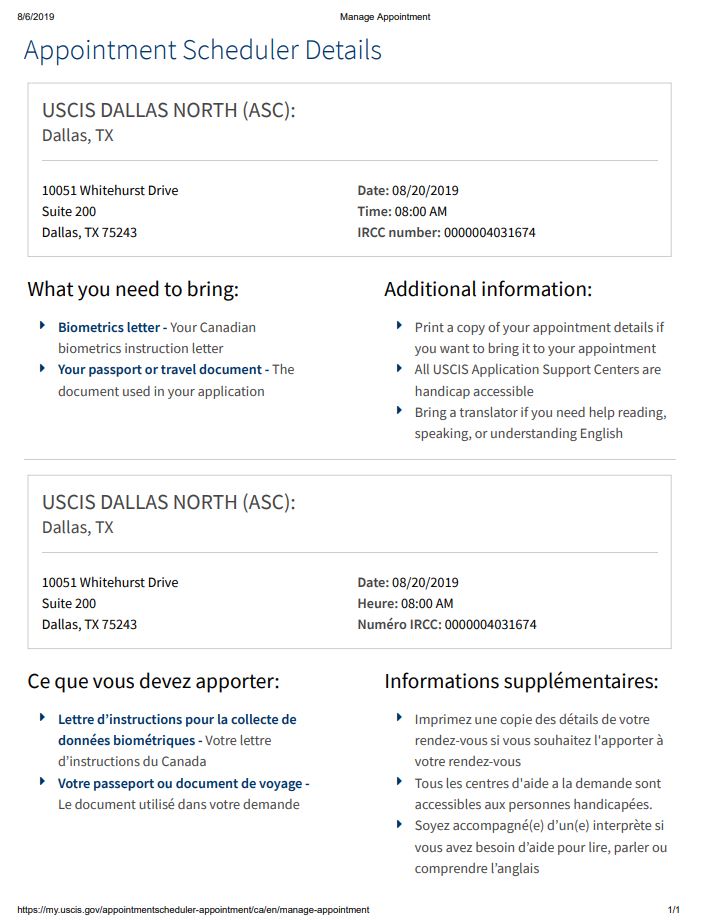 8/6/2019 Manage Appointment
Appointment Scheduler Details
USCIS DALLAS NORTH (ASC):
Dallas, TX
10051 Whitehurst Drive
Suite 200
Dallas, TX 75243
Date: 08/20/2019
Time: 08:00 AM
IRCC number: 0000004031674
What you need to bring:
Biometrics letter - Your Canadian
biometrics instruction letter
Your passport or travel document - The
document used in your application
Additional information:
Print a copy of your appointment details if
you want to bring it to your appointment
All USCIS Application Support Centers are
handicap accessible
Bring a translator if you need help reading,
speaking, or understanding English
USCIS DALLAS NORTH (ASC):
Dallas, TX
10051 Whitehurst Drive
Suite 200
Dallas, TX 75243
Date: 08/20/2019
Heure: 08:00 AM
Numéro IRCC: 0000004031674
Ce que vous devez apporter:
Lettre d’instructions pour la collecte de
données biométriques - Votre lettre
d’instructions du Canada
Votre passeport ou document de voyage -
Le document utilisé dans votre demande
Informations supplémentaires:
Imprimez une copie des détails de votre
rendez-vous si vous souhaitez l'apporter à
votre rendez-vous
Tous les centres d'aide a la demande sont
accessibles aux personnes handicapées.
Soyez accompagné(e) d’un(e) interprète si
vous avez besoin d’aide pour lire, parler ou
comprendre l’anglais
https://my.uscis.gov/appointmentscheduler-appointment/ca/en/manage-appointment 1/1